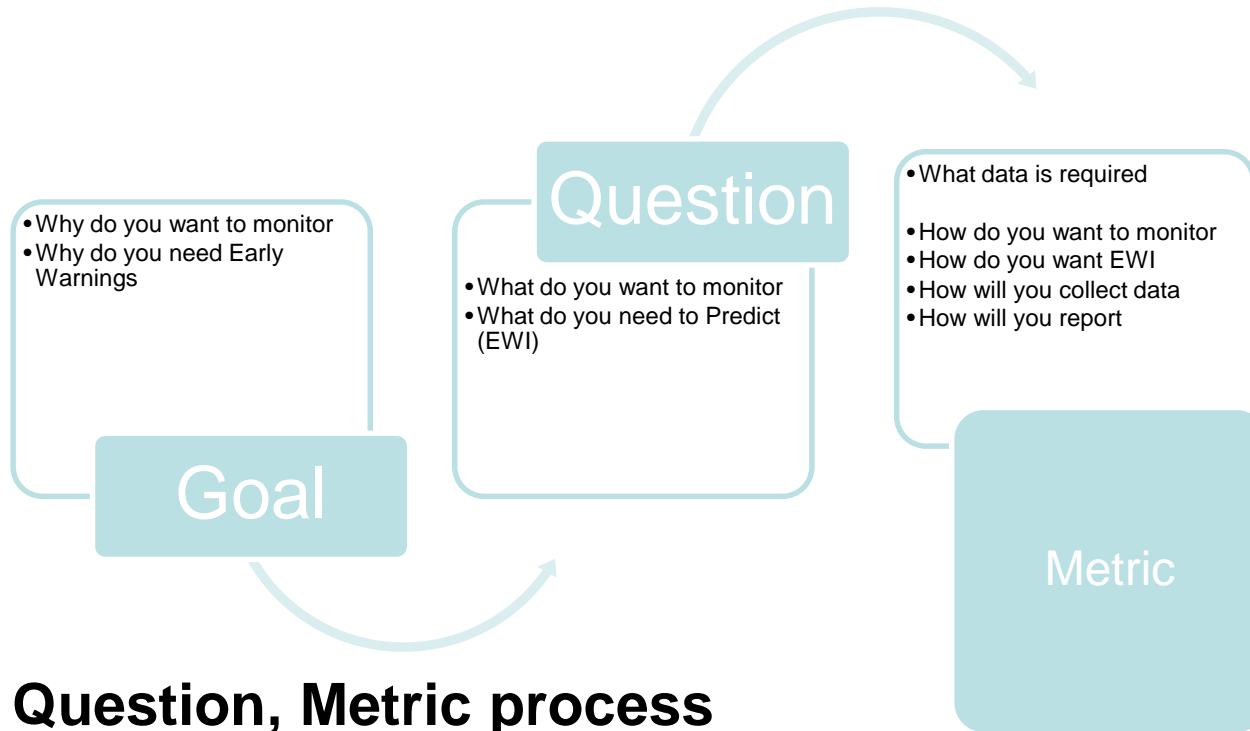 •Why do you want to monitor
•Why do you need Early
Warnings
Goal
Question
•What do you want to monitor
•What do you need to Predict
(EWI)
•What data is required
•How do you want to monitor
•How do you want EWI
•How will you collect data
•How will you report
Metric
Question, Metric process